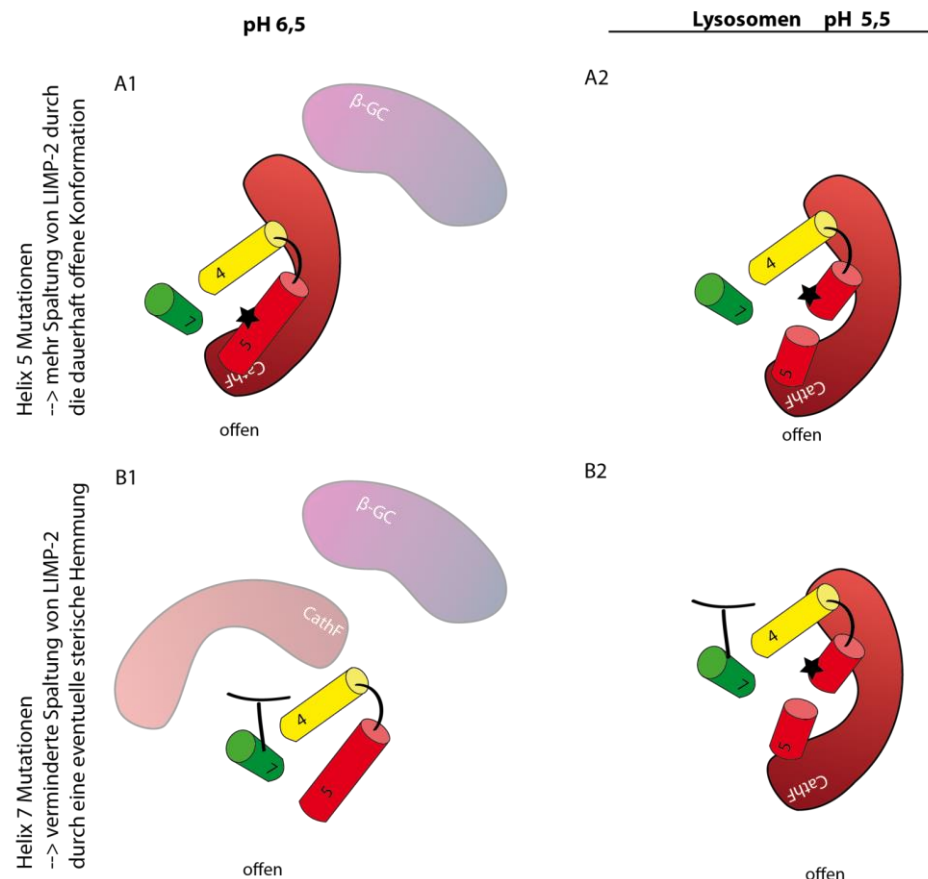 pH 6,5
Lysosomen pH 5,5
Helix 5 Mutationen
--> mehr Spaltung von LIMP-2 durch
die dauerhaft offene Konformation
A1
β-GC
4
7
5
CathF
offen
A2
4
7
5
CathF
offen
Helix 7 Mutationen
--> verminderte Spaltung von LIMP-2
durch eine eventuelle sterische Hemmung
B1
β-GC
CathF
4
7
5
offen
B2
4
7
5
CathF
offen